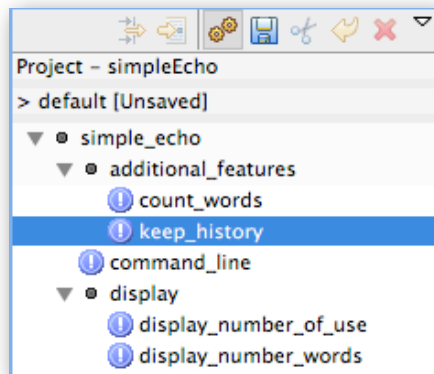 Project – simpleEcho
> default [Unsaved]
simple_echo
additional_features
count_words
keep_history
command_line
display
display_number_of_use
display_number_words